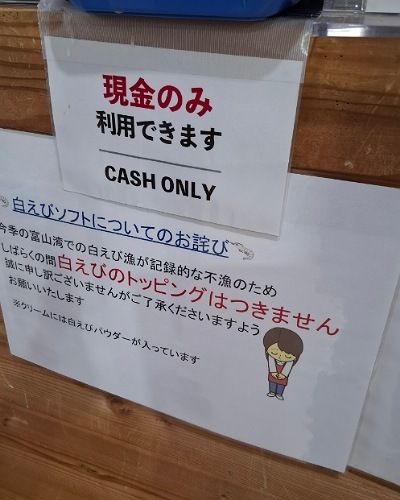 現金のみ
利用できます
CASH ONLY
白えびソフトについてのお詫び
今季の富山湾での白えび漁が記録的な不漁のため
しばらくの間白えびのトッピングはつきません
誠に申し訳ございませんがご了承くださいますよう
お願いいたします
※クリームには白えびパウダーが入っています